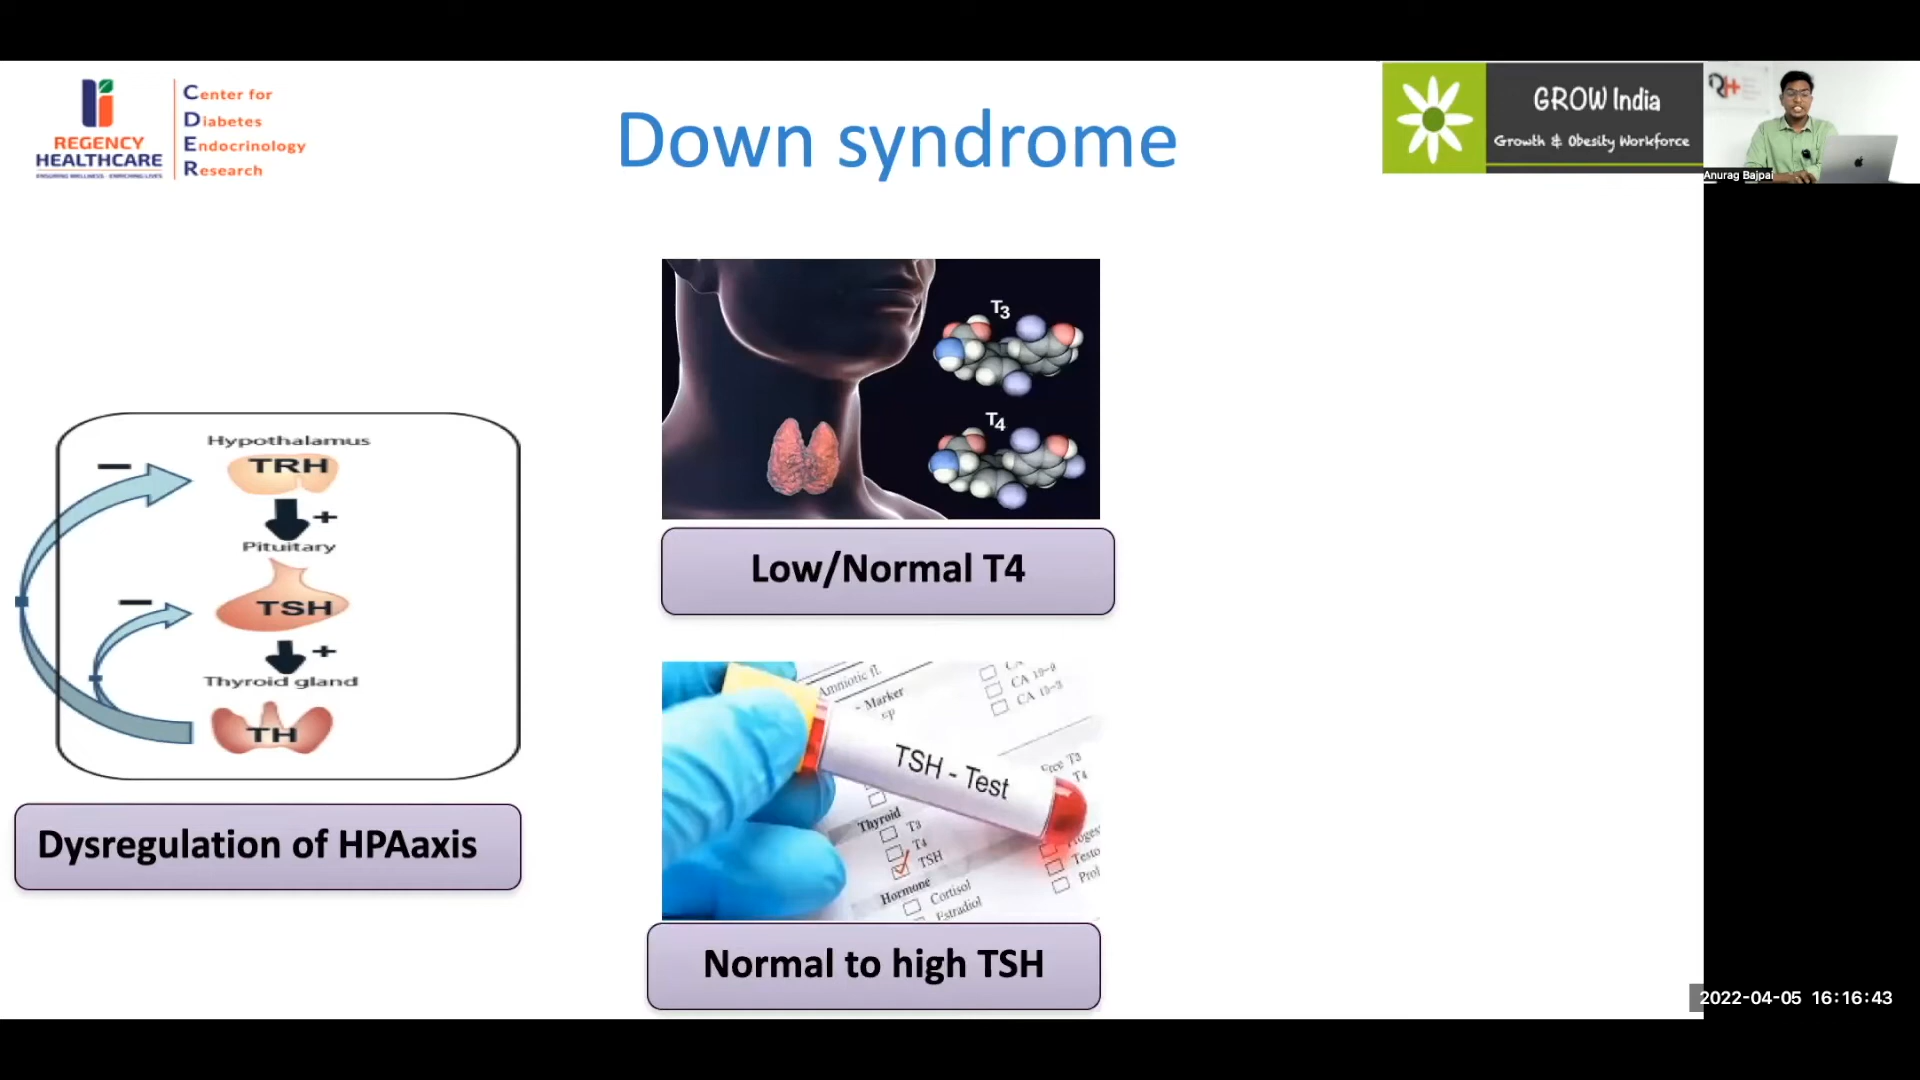 REGENCY
HEALTHCARE
ENSURING WELLNESS - ENRICHING LIVES
Center for
Diabetes
Endocrinology
Research
Down syndrome
GROW India
Growth & Obesity Workforce
Anurag Bajpai
Hypothalamus
TRH
+
Pituitary
TSH
+
Thyroid gland
TH
Dysregulation of HPAaxis
T3
T4
Low/Normal T4
Amniotic fl.
- Marker
CA 19-9
CA 15-3
TSH - Test
Free T3
T4
Thyroid
T3
T4
TSH
Hormone
Cortisol
Estradiol
Testo
Prol
Normal to high TSH
2022-04-05 16:16:43